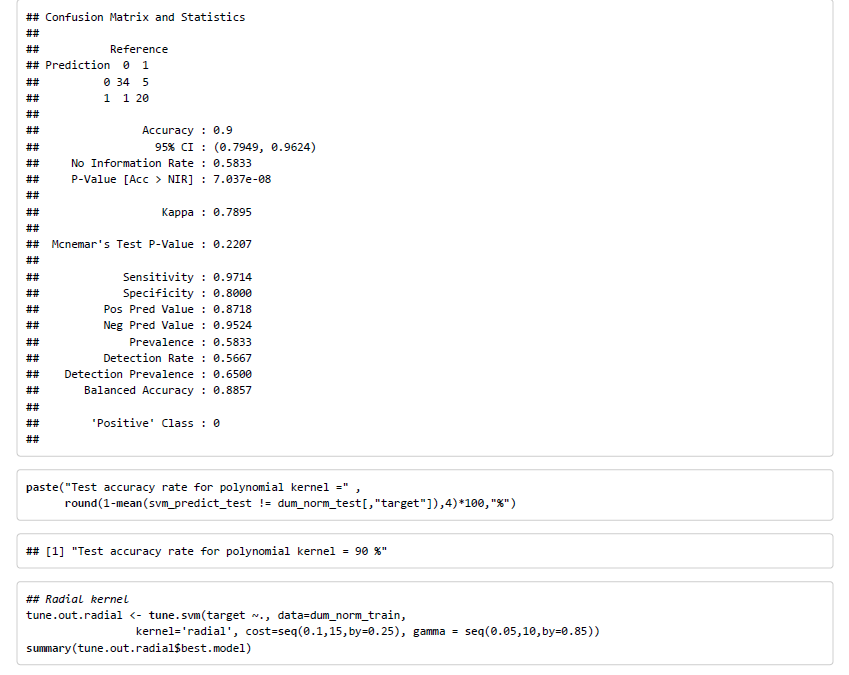 ## Confusion Matrix and Statistics
##
##           Reference
## Prediction  0  1
##          0 34  5
##          1  1 20
##
##                Accuracy : 0.9
##                  95% CI : (0.7949, 0.9624)
##     No Information Rate : 0.5833
##     P-Value [Acc > NIR] : 7.037e-08
##
##                   Kappa : 0.7895
##
##  Mcnemar's Test P-Value : 0.2207
##
##             Sensitivity : 0.9714
##             Specificity : 0.8000
##          Pos Pred Value : 0.8718
##          Neg Pred Value : 0.9524
##              Prevalence : 0.5833
##          Detection Rate : 0.5667
##    Detection Prevalence : 0.6500
##       Balanced Accuracy : 0.8857
##
##        'Positive' Class : 0
##
paste("Test accuracy rate for polynomial kernel =" ,
      round(1-mean(svm_predict_test != dum_norm_test[,"target"]),4)*100,"%")
## [1] "Test accuracy rate for polynomial kernel = 90 %"
## Radial kernel
tune.out.radial <- tune.svm(target ~., data=dum_norm_train,
                 kernel='radial', cost=seq(0.1,15,by=0.25), gamma = seq(0.05,10,by=0.85))
summary(tune.out.radial$best.model)